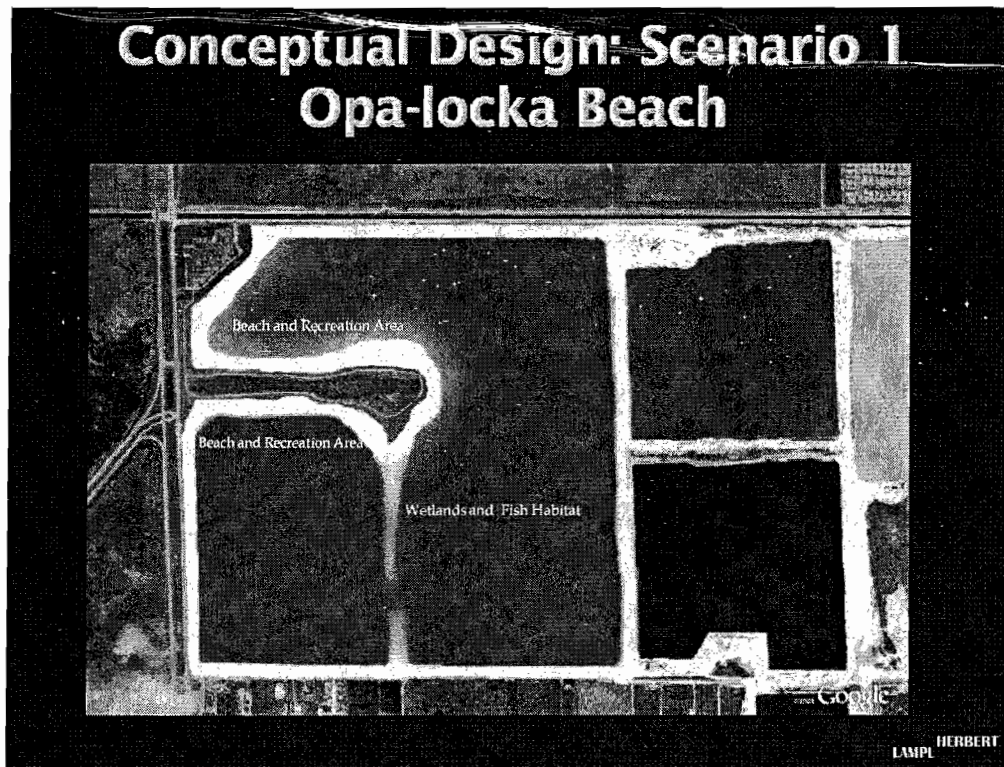 Conceptual Design: Scenario 1
Opa-locka Beach
Beach and Recreation Area
Beach and Recreation Area
Wetlands and Fish Habitat
Google
LAMPL HERBERT